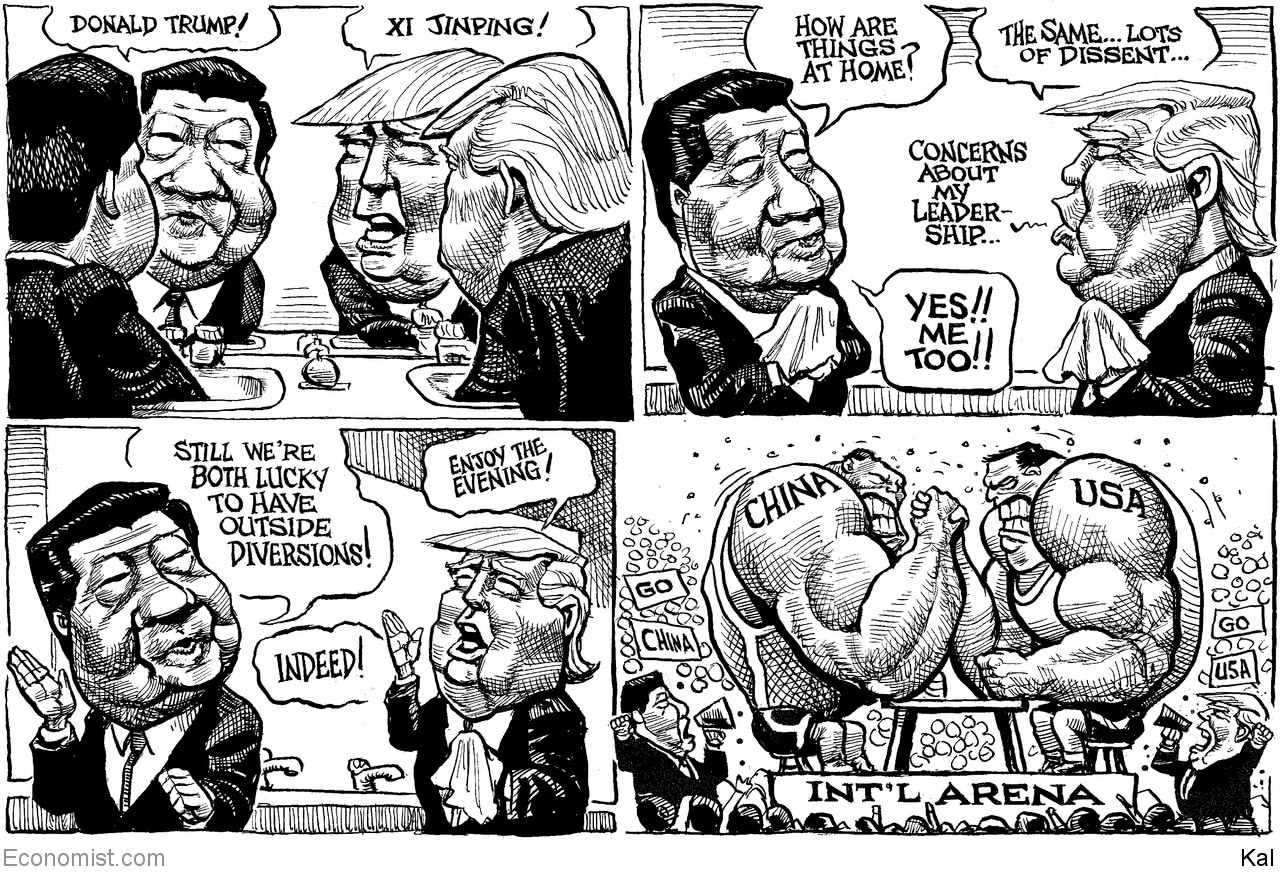 DONALD TRUMP!
XI JINPING!
HOW ARE
THINGS
AT HOME?
THE SAME... LOTS
OF DISSENT...
CONCERNS
ABOUT
MY
LEADER-
SHIP...
YES!!
ME
TOO!!
STILL WE'RE
BOTH LUCKY
TO HAVE
OUTSIDE
DIVERSIONS!
INDEED!
ENJOY THE
EVENING!
CHINA
USA
GO
CHINA
GO
USA
INT'L ARENA
Economist.com
Kal